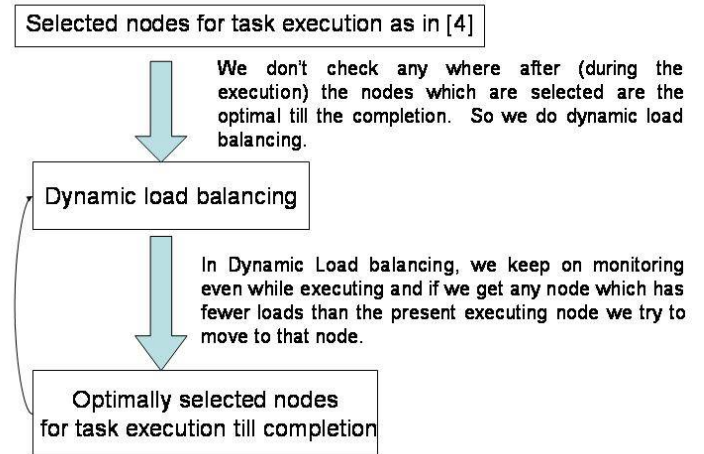 Selected nodes for task execution as in [4]
We don't check any where after (during the
execution) the nodes which are selected are the
optimal till the completion. So we do dynamic load
balancing.
Dynamic load balancing
In Dynamic Load balancing, we keep on monitoring
even while executing and if we get any node which has
fewer loads than the present executing node we try to
move to that node.
Optimally selected nodes
for task execution till completion